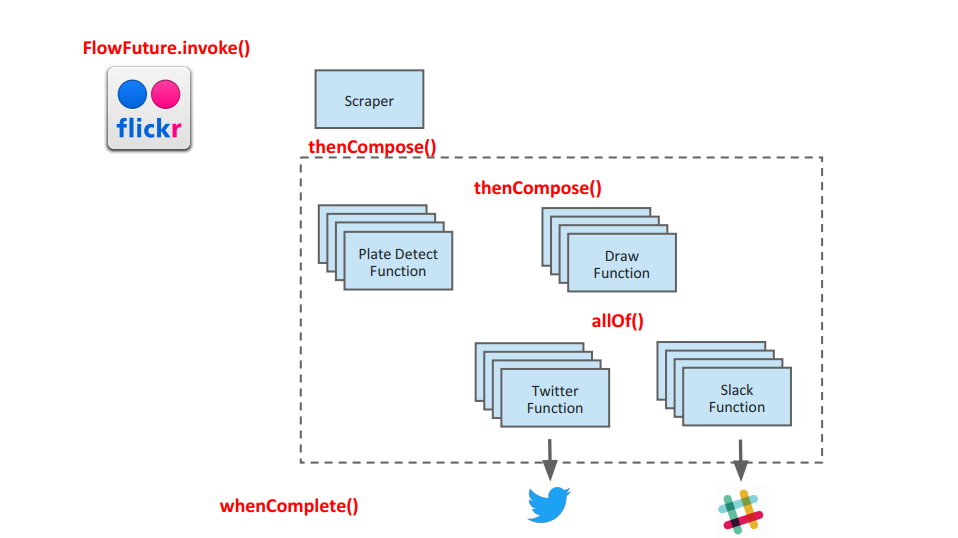 FlowFuture.invoke()
flickr
Scraper
thenCompose()
thenCompose()
Plate Detect
Function
Draw
Function
allOf()
Twitter
Function
Slack
Function
whenComplete()